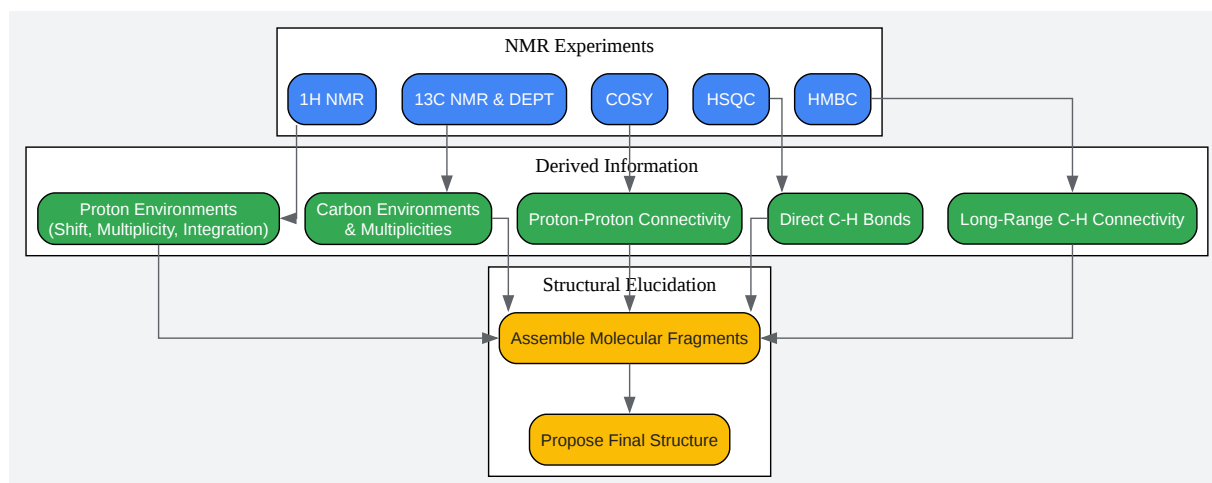 NMR Experiments
1H NMR
13C NMR & DEPT
COSY
HSQC
HMBC
Derived Information
Proton Environments
(Shift, Multiplicity, Integration)
Carbon Environments
& Multiplicities
Proton-Proton Connectivity
Direct C-H Bonds
Long-Range C-H Connectivity
Structural Elucidation
Assemble Molecular Fragments
Propose Final Structure